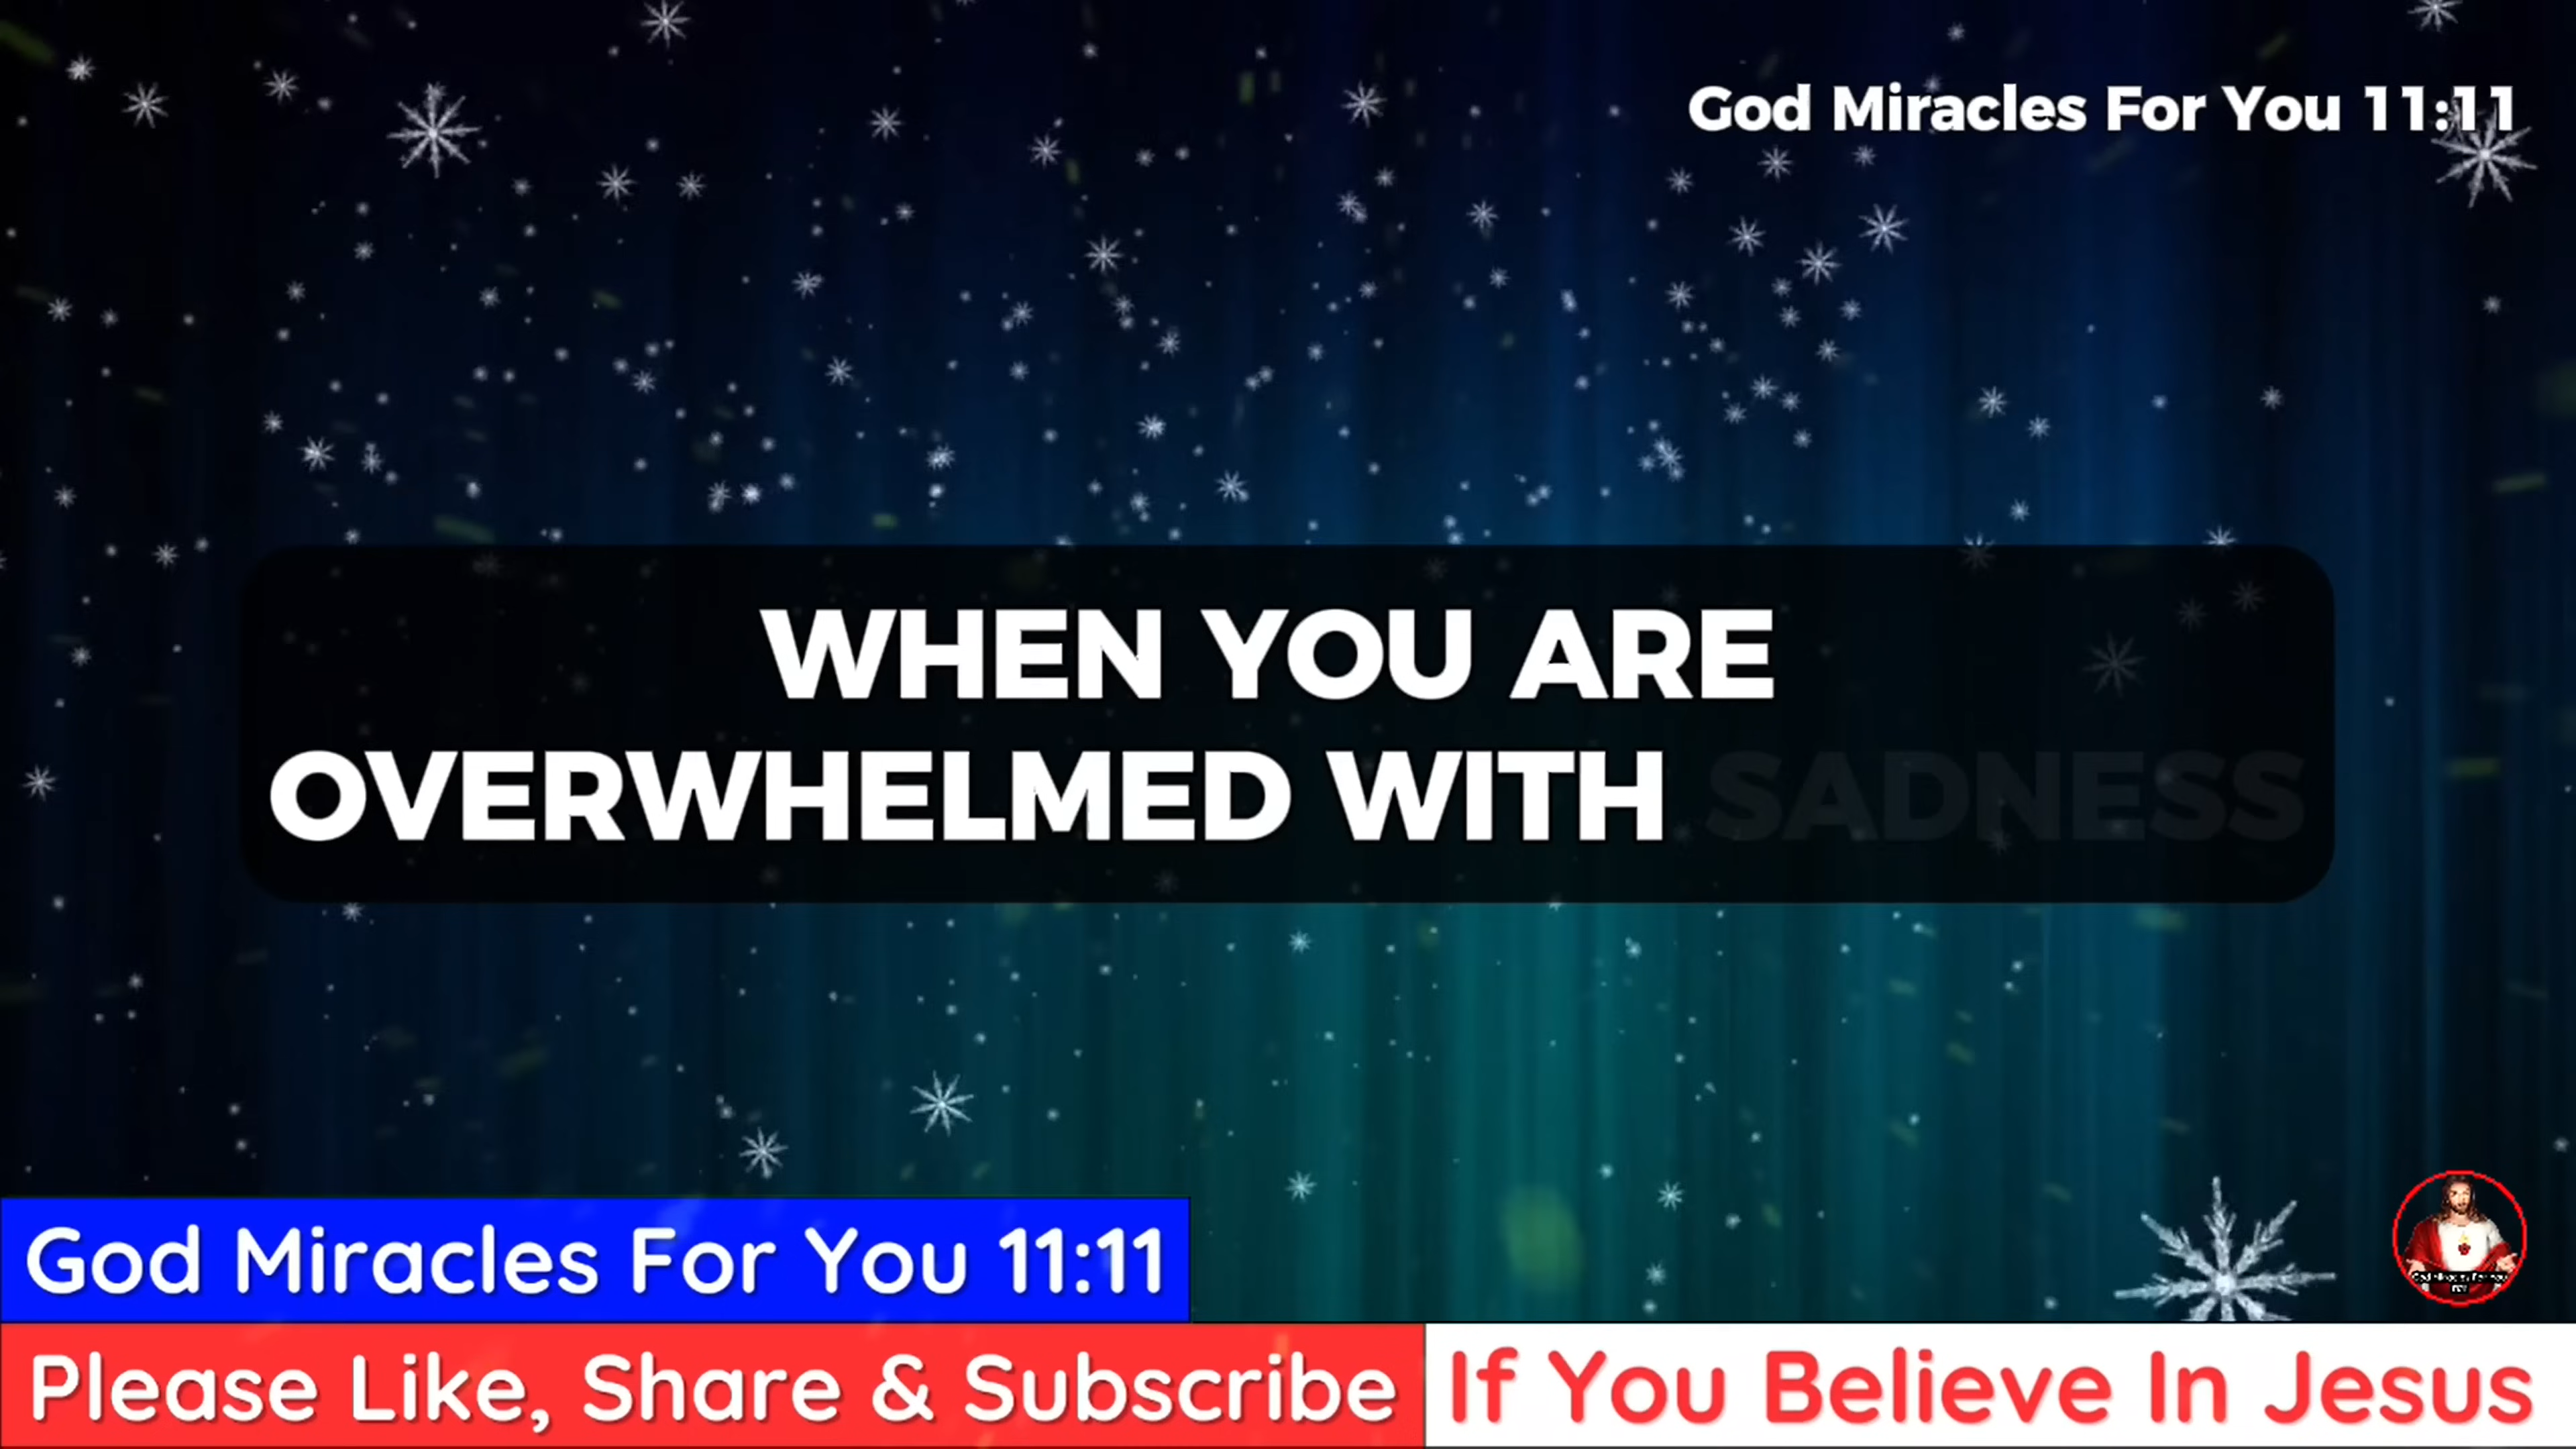 God Miracles For You 11:11
WHEN YOU ARE
OVERWHELMED WITH SADNESS
God Miracles For You 11:11
Please Like, Share & Subscribe If You Believe In Jesus